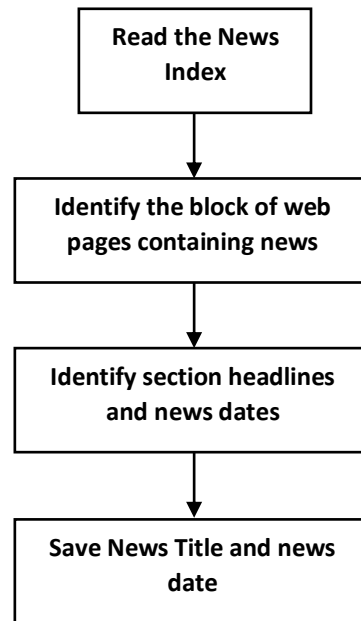 Read the News
Index
Identify the block of web
pages containing news
Identify section headlines
and news dates
Save News Title and news
date